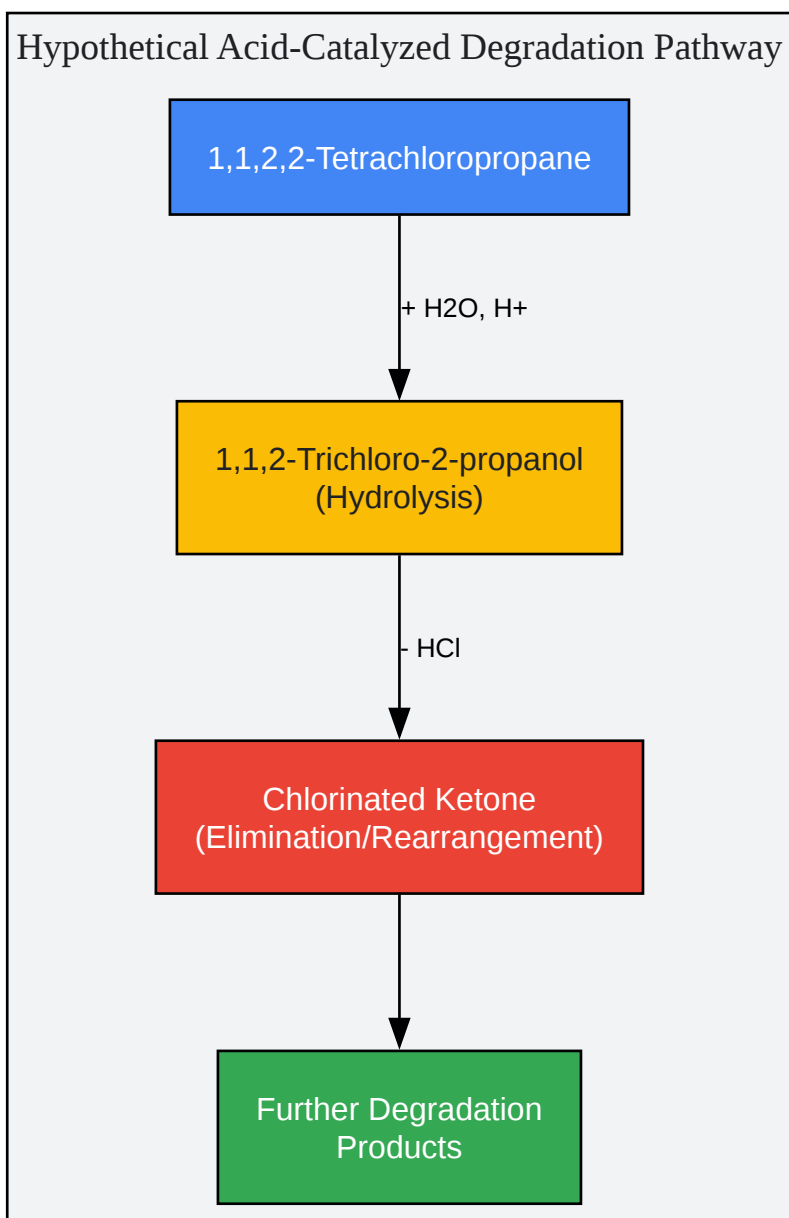 Hypothetical Acid-Catalyzed Degradation Pathway
1,1,2,2-Tetrachloropropane
+ H2O, H+
1,1,2-Trichloro-2-propanol
(Hydrolysis)
- HCl
Chlorinated Ketone
(Elimination/Rearrangement)
Further Degradation
Products